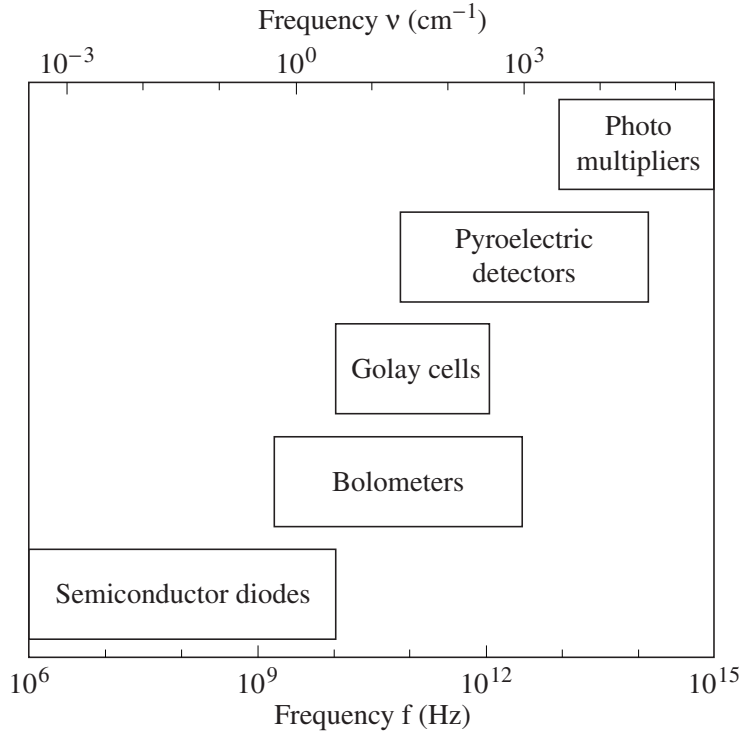 Frequency ν (cm⁻¹)
10⁻³ 10⁰ 10³
Photo
multipliers
Pyroelectric
detectors
Golay cells
Bolometers
Semiconductor diodes
10⁶ 10⁹ 10¹² 10¹⁵
Frequency f (Hz)